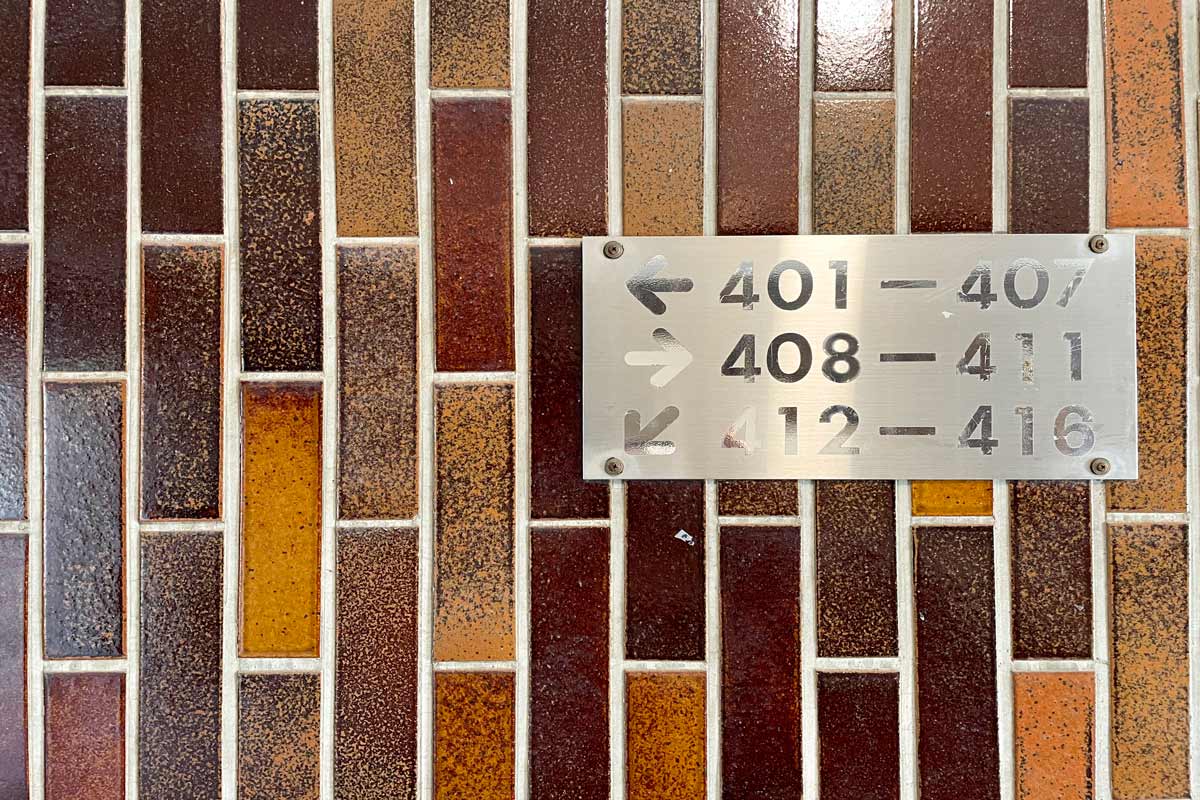 ← 401 — 407
→ 408 — 411
↙ 412 — 416